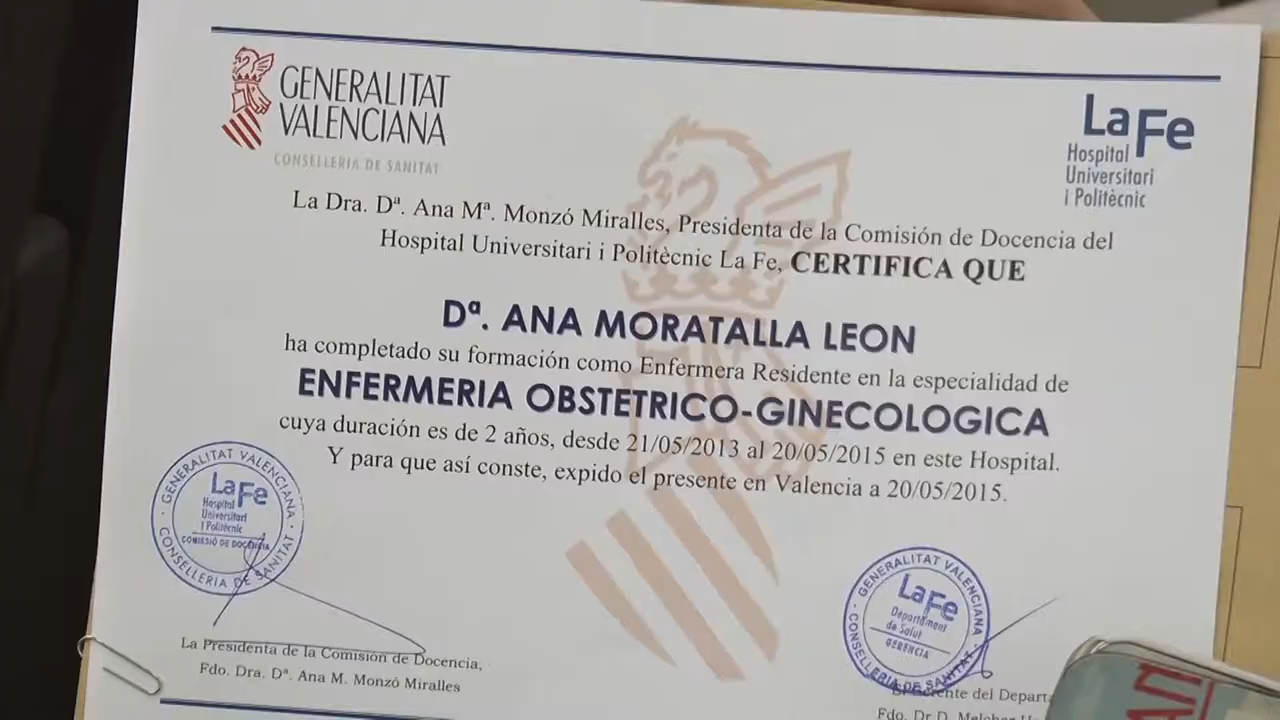 GENERALITAT
VALENCIANA
CONSELLERIA DE SANITAT
La Fe
Hospital
Universitari
i Politècnic
La Dra. Dª. Ana Mª. Monzó Miralles, Presidenta de la Comisión de Docencia del
Hospital Universitari i Politècnic La Fe, CERTIFICA QUE
Dª. ANA MORATALLA LEON
ha completado su formación como Enfermera Residente en la especialidad de
ENFERMERIA OBSTETRICO-GINECOLOGICA
cuya duración es de 2 años, desde 21/05/2013 al 20/05/2015 en este Hospital.
Y para que así conste, expido el presente en Valencia a 20/05/2015.
GENERALITAT VALENCIANA
La Fe
Hospital
Universitari
i Politècnic
COMISSIÓ DE DOCENCIA
CONSELLERIA DE SANITAT
La Presidenta de la Comisión de Docencia,
Fdo. Dra. Dª. Ana M. Monzó Miralles
GENERALITAT VALENCIANA
La Fe
Departament
de Salut
GERENCIA
CONSELLERIA DE SANITAT
El Gerente del Departa
Fdo. Dr D.